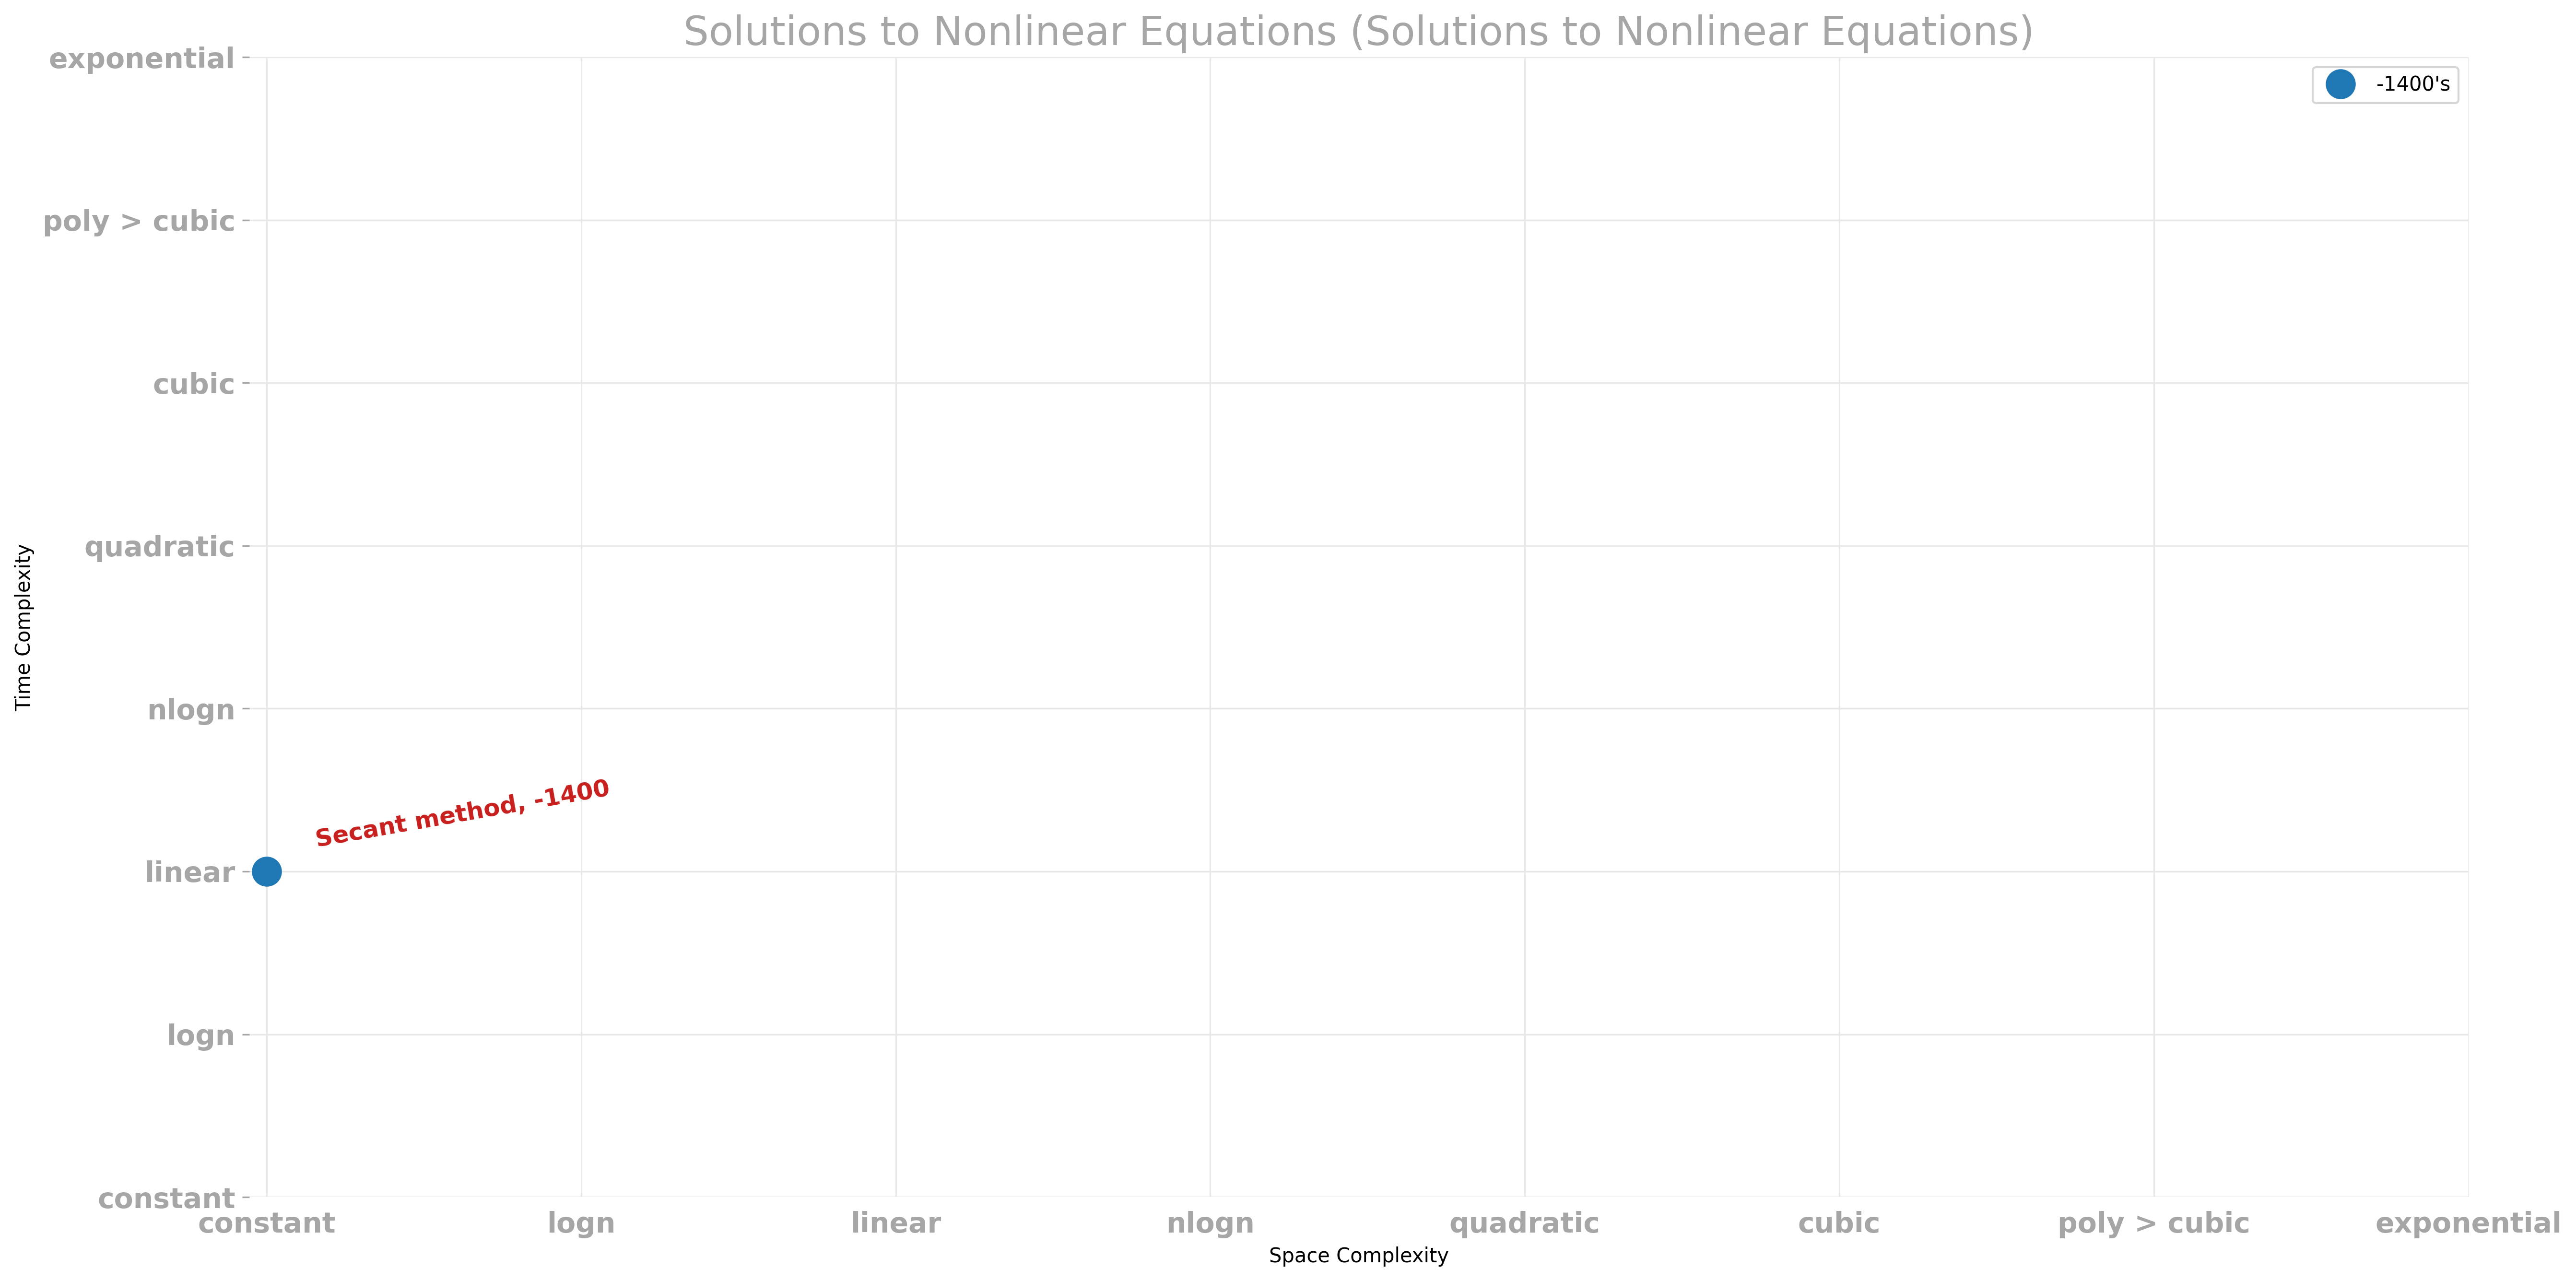 Solutions to Nonlinear Equations (Solutions to Nonlinear Equations)
-1400's
Time Complexity
exponential
poly > cubic
cubic
quadratic
nlogn
linear
logn
constant
Secant method, -1400
constant logn linear nlogn quadratic cubic poly > cubic exponential
Space Complexity